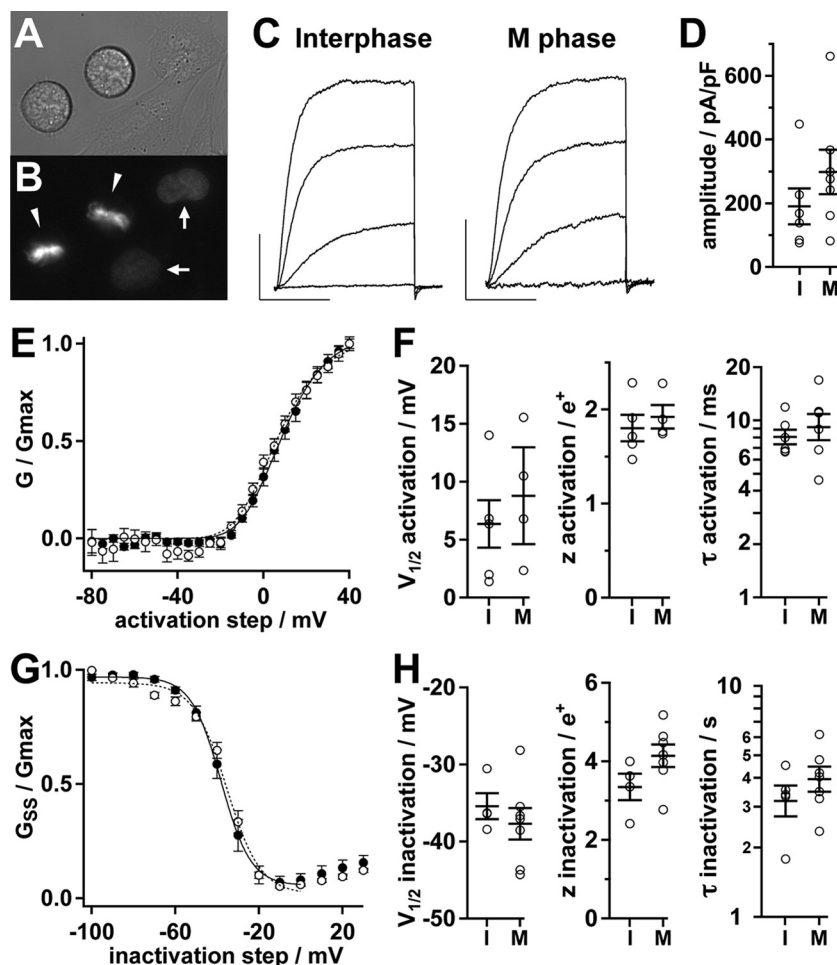 A
B
C
Interphase
M phase
D
amplitude / pA/pF
600
400
200
0
I
M
E
G / Gmax
1.0
0.5
0.0
-80
-40
0
40
activation step / mV
F
V1/2 activation / mV
20
15
10
5
0
I
M
z activation / e+
2
1
0
I
M
τ activation / ms
20
10
8
6
4
2
1
I
M
G
GSS / Gmax
1.0
0.5
0.0
-100
-60
-20
20
inactivation step / mV
H
V1/2 inactivation / mV
-20
-30
-40
-50
I
M
z inactivation / e+
6
4
2
0
I
M
τ inactivation / s
10
6
5
4
3
2
1
I
M